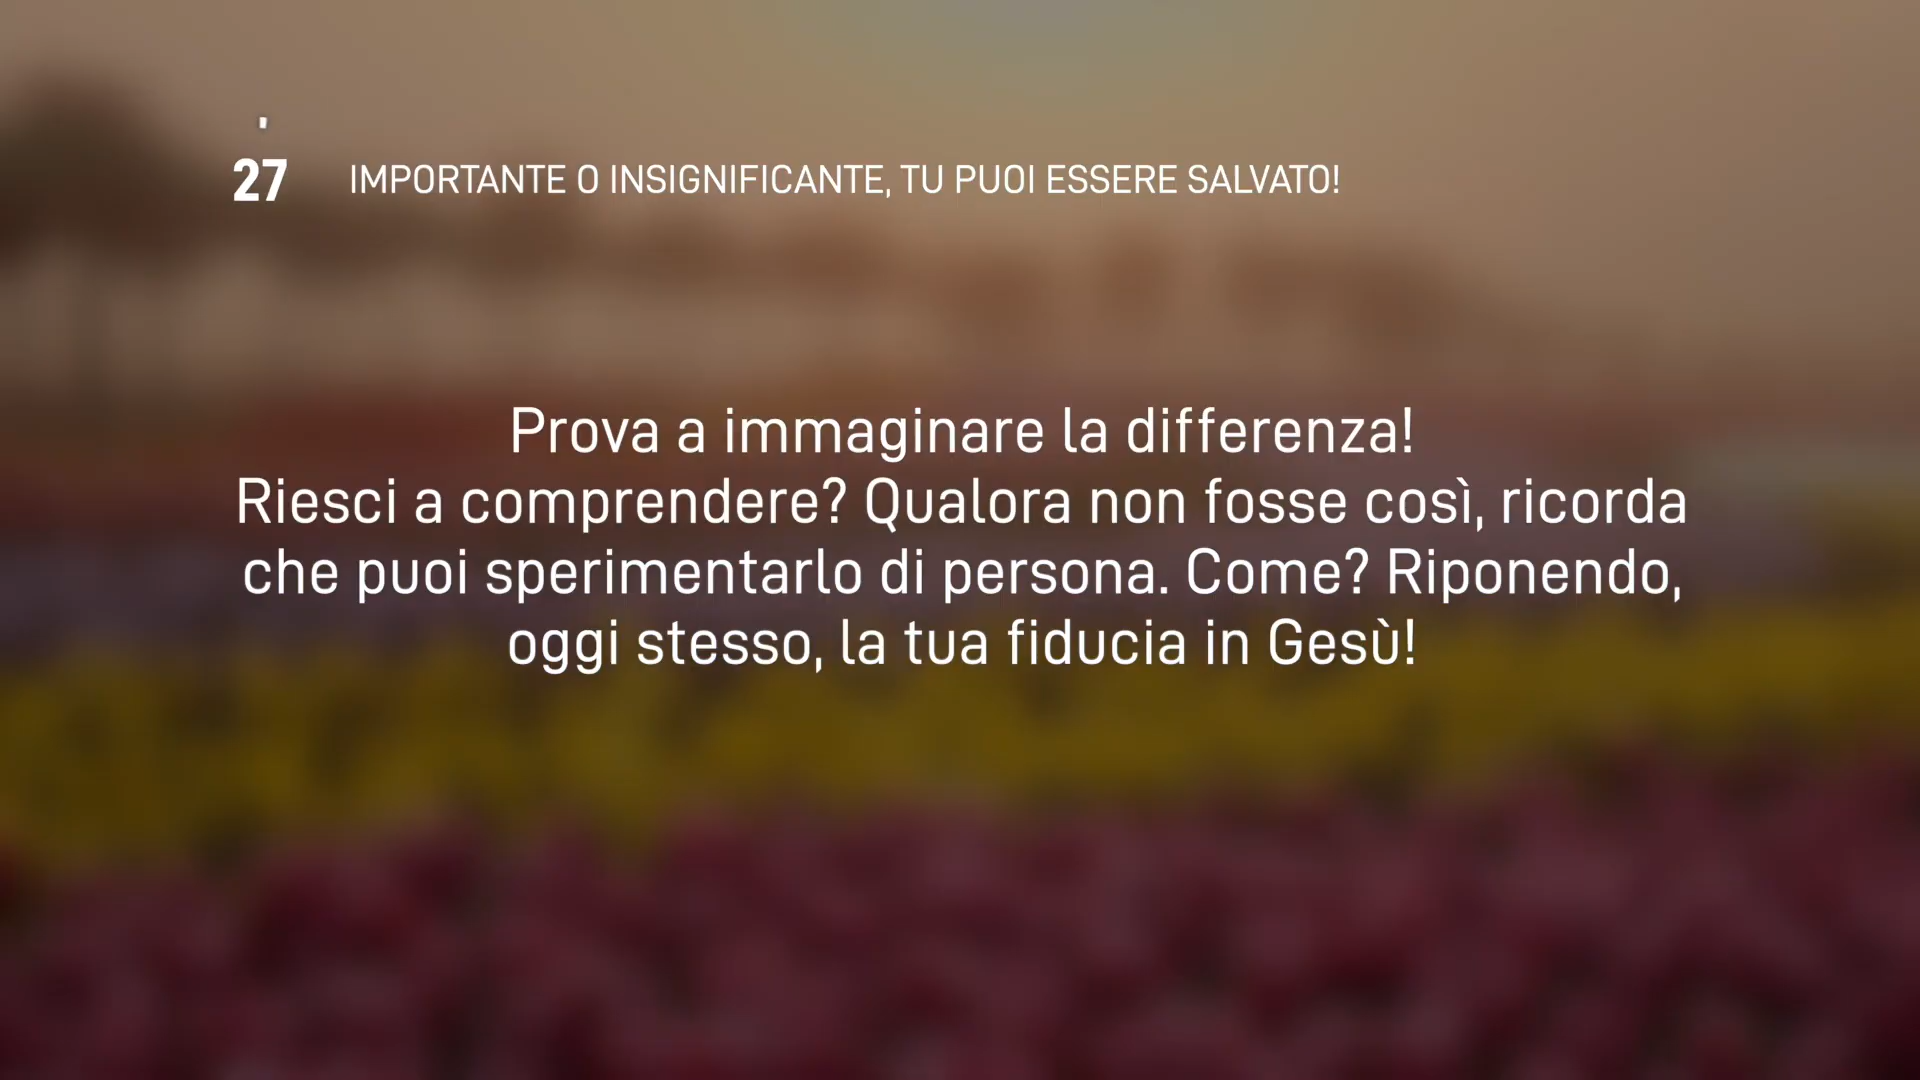 27 IMPORTANTE O INSIGNIFICANTE, TU PUOI ESSERE SALVATO!
Prova a immaginare la differenza!
Riesci a comprendere? Qualora non fosse così, ricorda
che puoi sperimentarlo di persona. Come? Riponendo,
oggi stesso, la tua fiducia in Gesù!